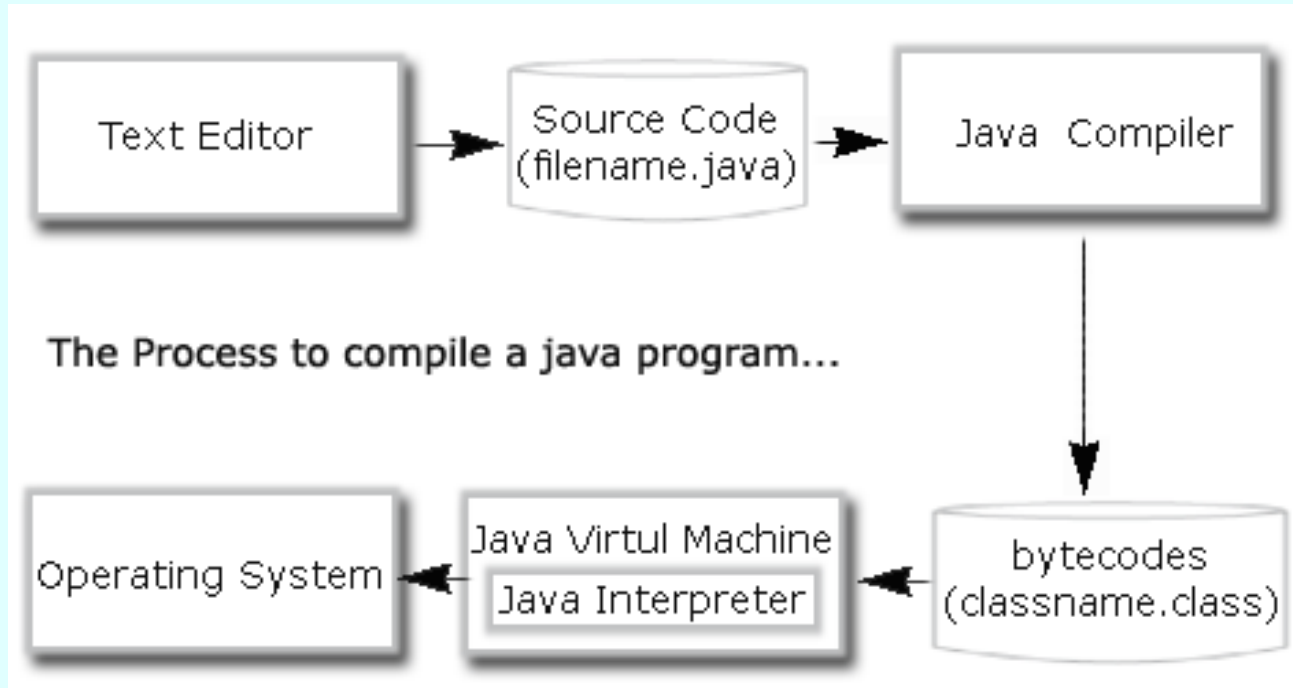 Text Editor
Source Code
(filename.java)
Java Compiler
The Process to compile a java program...
Operating System
Java Virtul Machine
Java Interpreter
bytecodes
(classname.class)